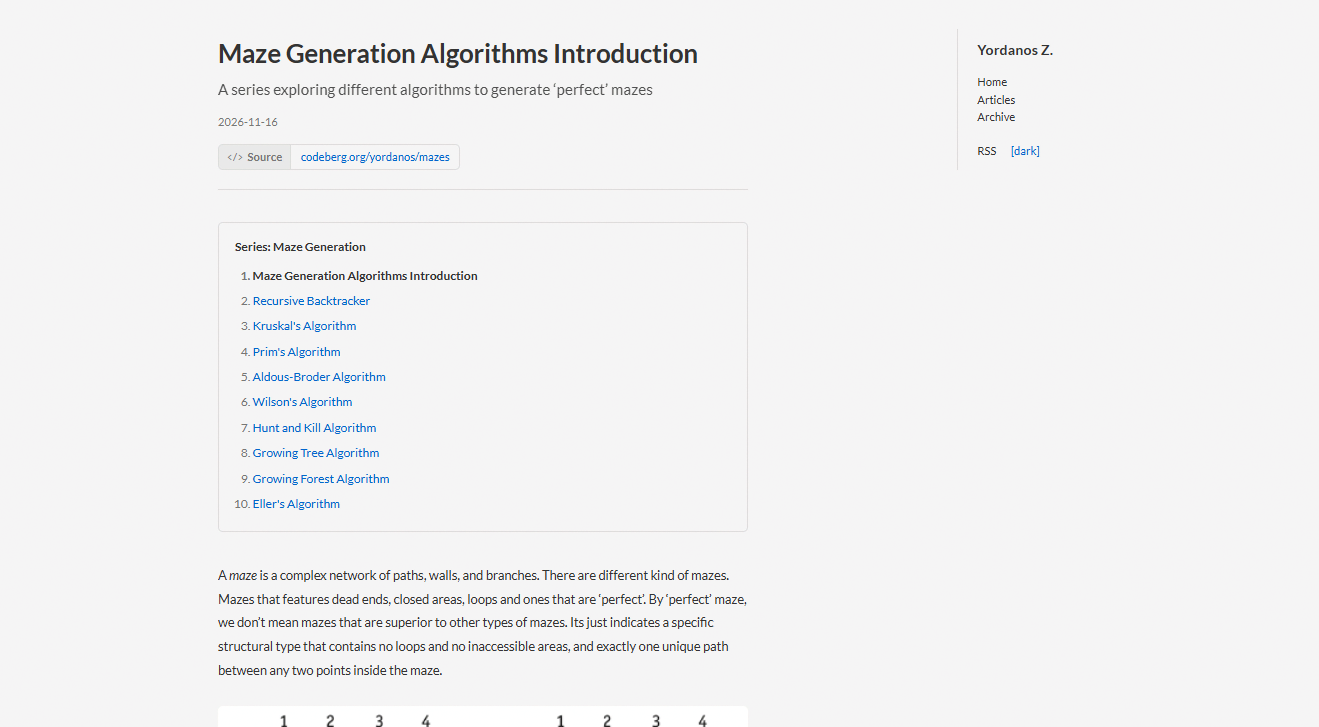 Maze Generation Algorithms Introduction
A series exploring different algorithms to generate ‘perfect’ mazes
2026-11-16
</> Source codeberg.org/yordanos/mazes
Series: Maze Generation
1. Maze Generation Algorithms Introduction
2. Recursive Backtracker
3. Kruskal's Algorithm
4. Prim's Algorithm
5. Aldous-Broder Algorithm
6. Wilson's Algorithm
7. Hunt and Kill Algorithm
8. Growing Tree Algorithm
9. Growing Forest Algorithm
10. Eller's Algorithm
A maze is a complex network of paths, walls, and branches. There are different kind of mazes.
Mazes that features dead ends, closed areas, loops and ones that are ‘perfect’. By ‘perfect’ maze,
we don’t mean mazes that are superior to other types of mazes. Its just indicates a specific
structural type that contains no loops and no inaccessible areas, and exactly one unique path
between any two points inside the maze.
1 2 3 4 1 2 3 4
Yordanos Z.
Home
Articles
Archive
RSS [dark]